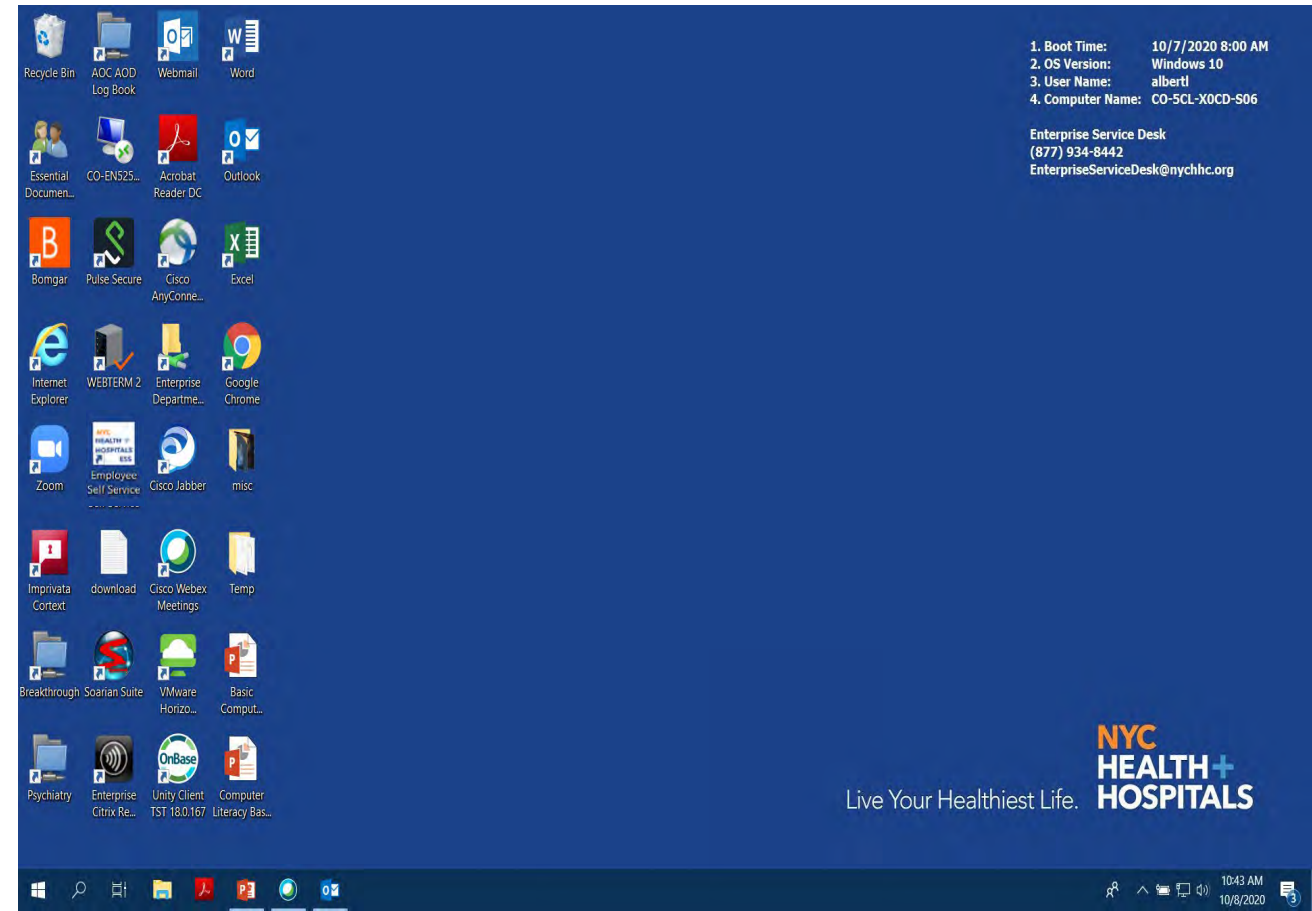 Recycle Bin
AOC AOD
Log Book
Webmail
Word
Essential
Documen...
CO-EN525...
Acrobat
Reader DC
Outlook
Bomgar
Pulse Secure
Cisco
AnyConne...
Excel
Internet
Explorer
WEBTERM 2
Enterprise
Departme...
Google
Chrome
Zoom
NYC
HEALTH +
HOSPITALS
ESS
Employee
Self Service
Cisco Jabber
misc
Imprivata
Cortext
download
Cisco Webex
Meetings
Temp
Breakthrough
Soarian Suite
VMware
Horizo...
Basic
Comput...
Psychiatry
Enterprise
Citrix Re...
OnBase
Unity Client
TST 18.0.167
Computer
Literacy Bas...
1. Boot Time: 10/7/2020 8:00 AM
2. OS Version: Windows 10
3. User Name: albertl
4. Computer Name: CO-5CL-X0CD-S06
Enterprise Service Desk
(877) 934-8442
EnterpriseServiceDesk@nychhc.org
Live Your Healthiest Life.
NYC
HEALTH+
HOSPITALS
10:43 AM
10/8/2020
3